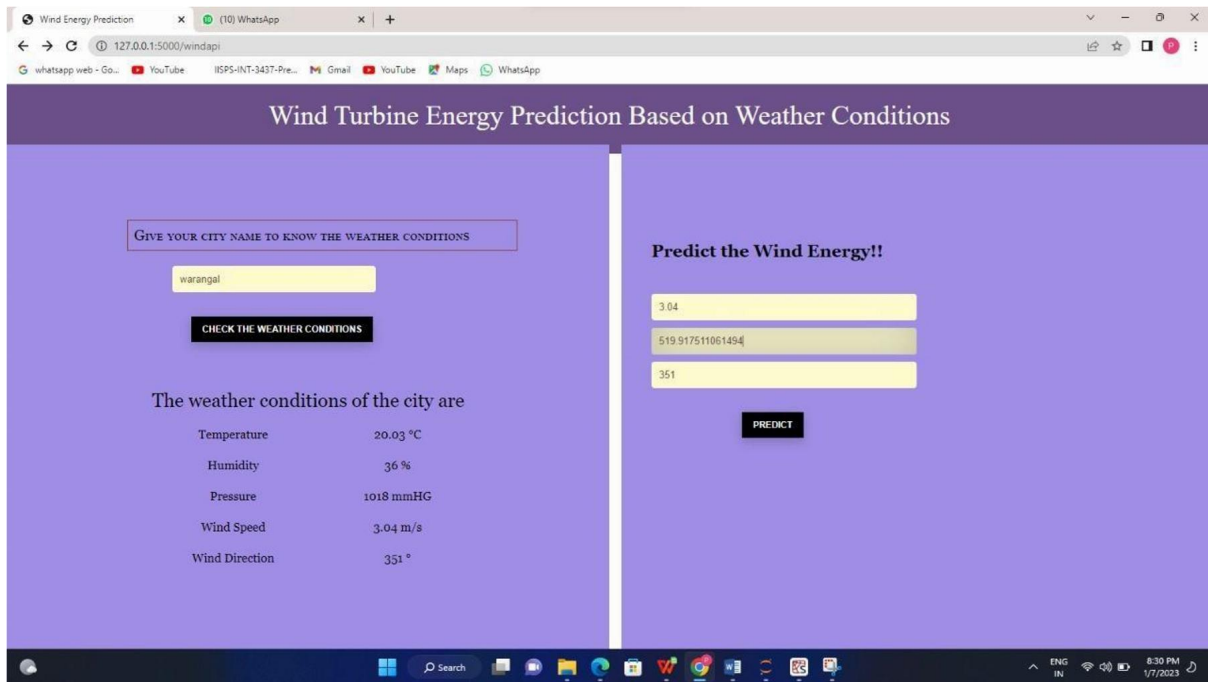 Wind Energy Prediction
(10) WhatsApp
127.0.0.1:5000/windapi
P
whatsapp web - Go...
YouTube
IISPS-INT-3437-Pre...
Gmail
YouTube
Maps
WhatsApp
Wind Turbine Energy Prediction Based on Weather Conditions
Give your city name to know the weather conditions
warangal
CHECK THE WEATHER CONDITIONS
The weather conditions of the city are
Temperature 20.03 °C
Humidity 36 %
Pressure 1018 mmHG
Wind Speed 3.04 m/s
Wind Direction 351 °
Predict the Wind Energy!!
3.04
519.917511061494
351
PREDICT
Search
ENG
IN
8:30 PM
1/7/2023